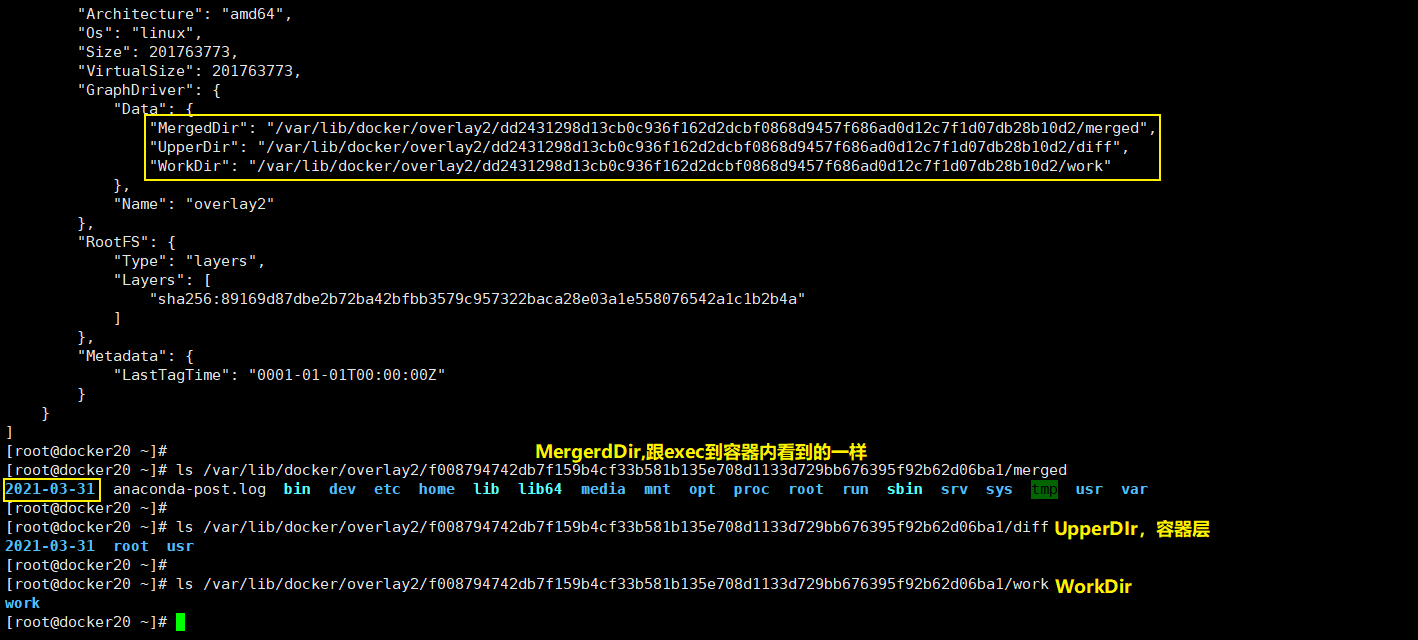 "Architecture": "amd64",
"Os": "linux",
"Size": 201763773,
"VirtualSize": 201763773,
"GraphDriver": {
"Data": {
"MergedDir": "/var/lib/docker/overlay2/dd2431298d13cb0c936f162d2dcbf0868d9457f686ad0d12c7f1d07db28b10d2/merged",
"UpperDir": "/var/lib/docker/overlay2/dd2431298d13cb0c936f162d2dcbf0868d9457f686ad0d12c7f1d07db28b10d2/diff",
"WorkDir": "/var/lib/docker/overlay2/dd2431298d13cb0c936f162d2dcbf0868d9457f686ad0d12c7f1d07db28b10d2/work"
},
"Name": "overlay2"
},
"RootFS": {
"Type": "layers",
"Layers": [
"sha256:89169d87dbe2b72ba42bfbb3579c957322baca28e03a1e558076542a1c1b2b4a"
]
},
"Metadata": {
"LastTagTime": "0001-01-01T00:00:00Z"
}
}
]
[root@docker20 ~]# MergerdDir,跟exec到容器内看到的一样
[root@docker20 ~]# ls /var/lib/docker/overlay2/f008794742db7f159b4cf33b581b135e708d1133d729bb676395f92b62d06ba1/merged
2021-03-31 anaconda-post.log bin dev etc home lib lib64 media mnt opt proc root run sbin srv sys tmp usr var
[root@docker20 ~]#
[root@docker20 ~]# ls /var/lib/docker/overlay2/f008794742db7f159b4cf33b581b135e708d1133d729bb676395f92b62d06ba1/diff UpperDIr，容器层
2021-03-31 root usr
[root@docker20 ~]#
[root@docker20 ~]# ls /var/lib/docker/overlay2/f008794742db7f159b4cf33b581b135e708d1133d729bb676395f92b62d06ba1/work WorkDir
work
[root@docker20 ~]#